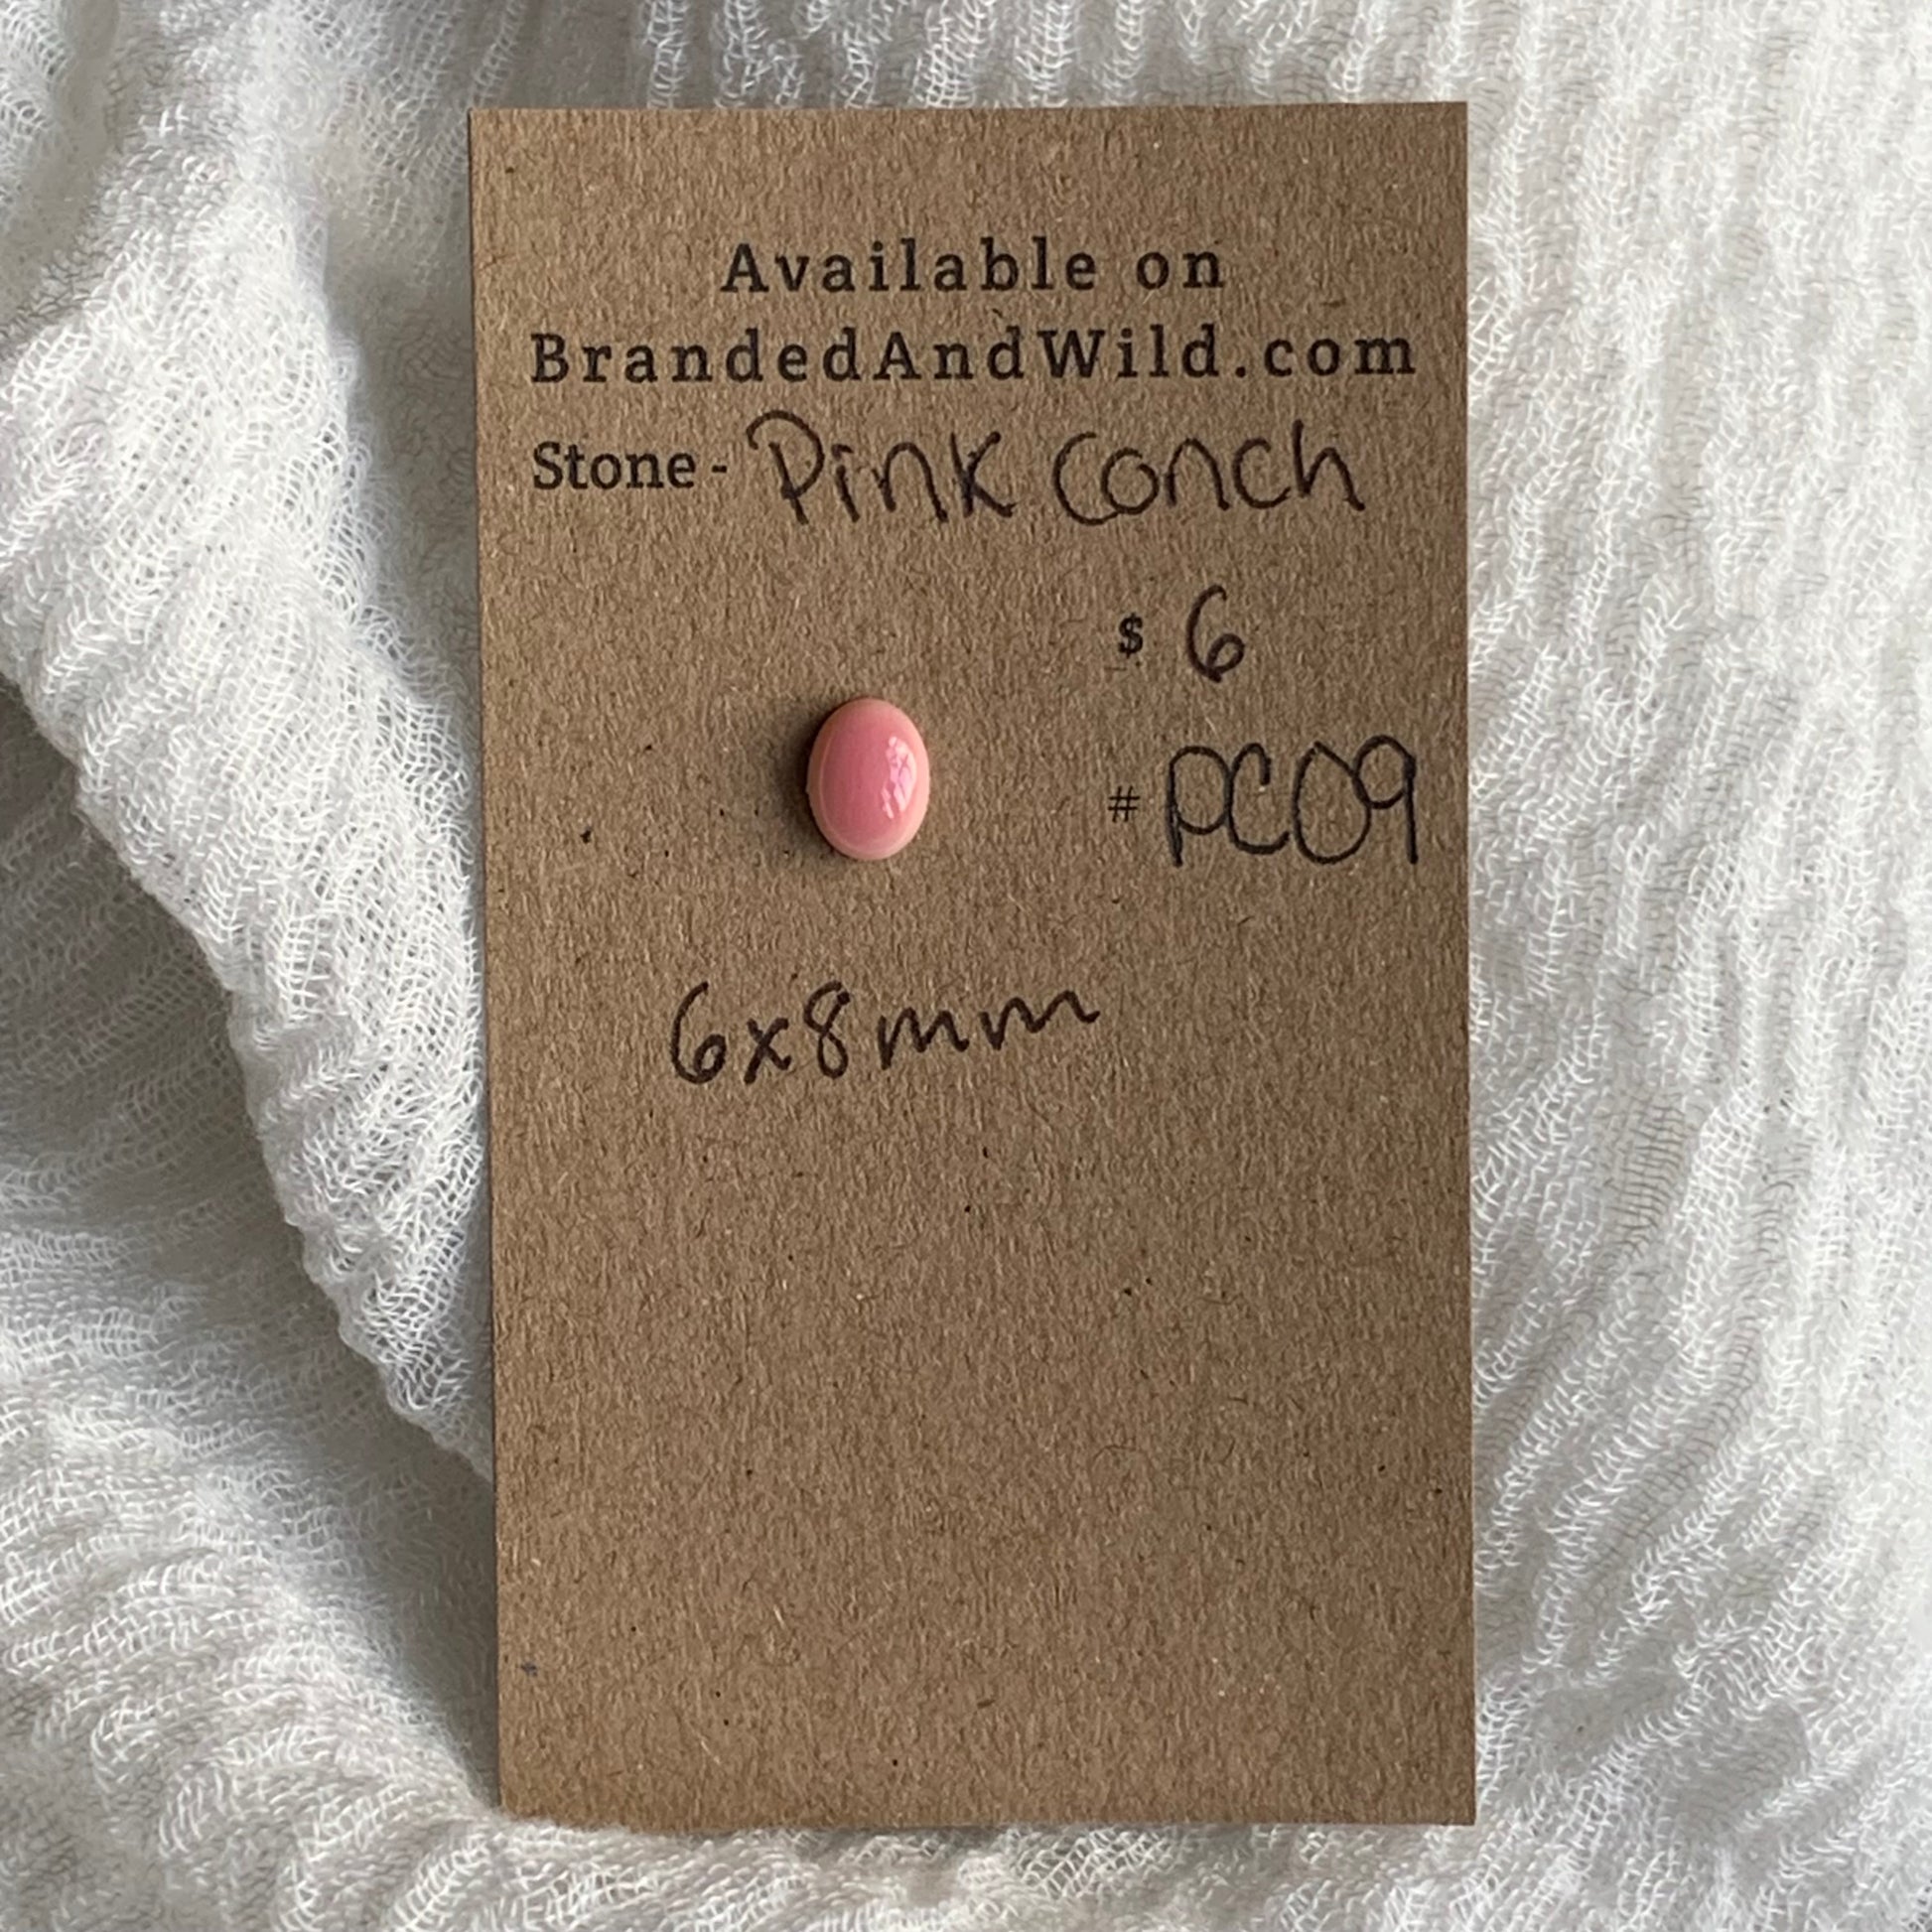 Available on
BrandedAndWild.com
Stone - Pink Conch
$ 6
# PC09
6x8mm